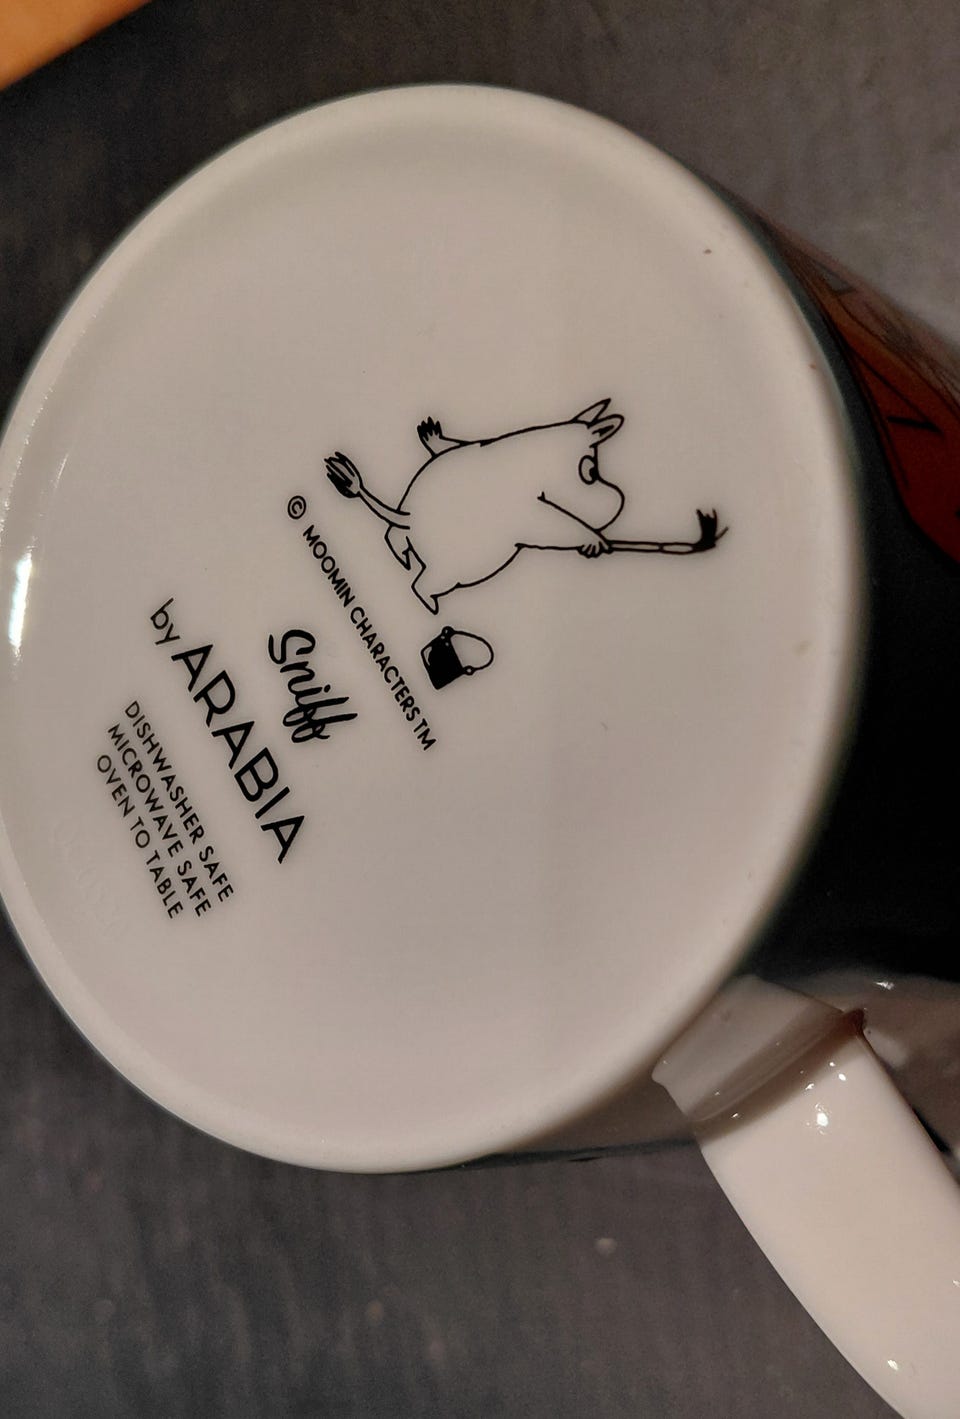 © MOOMIN CHARACTERS TM
Sniff
by ARABIA
DISHWASHER SAFE
MICROWAVE SAFE
OVEN TO TABLE